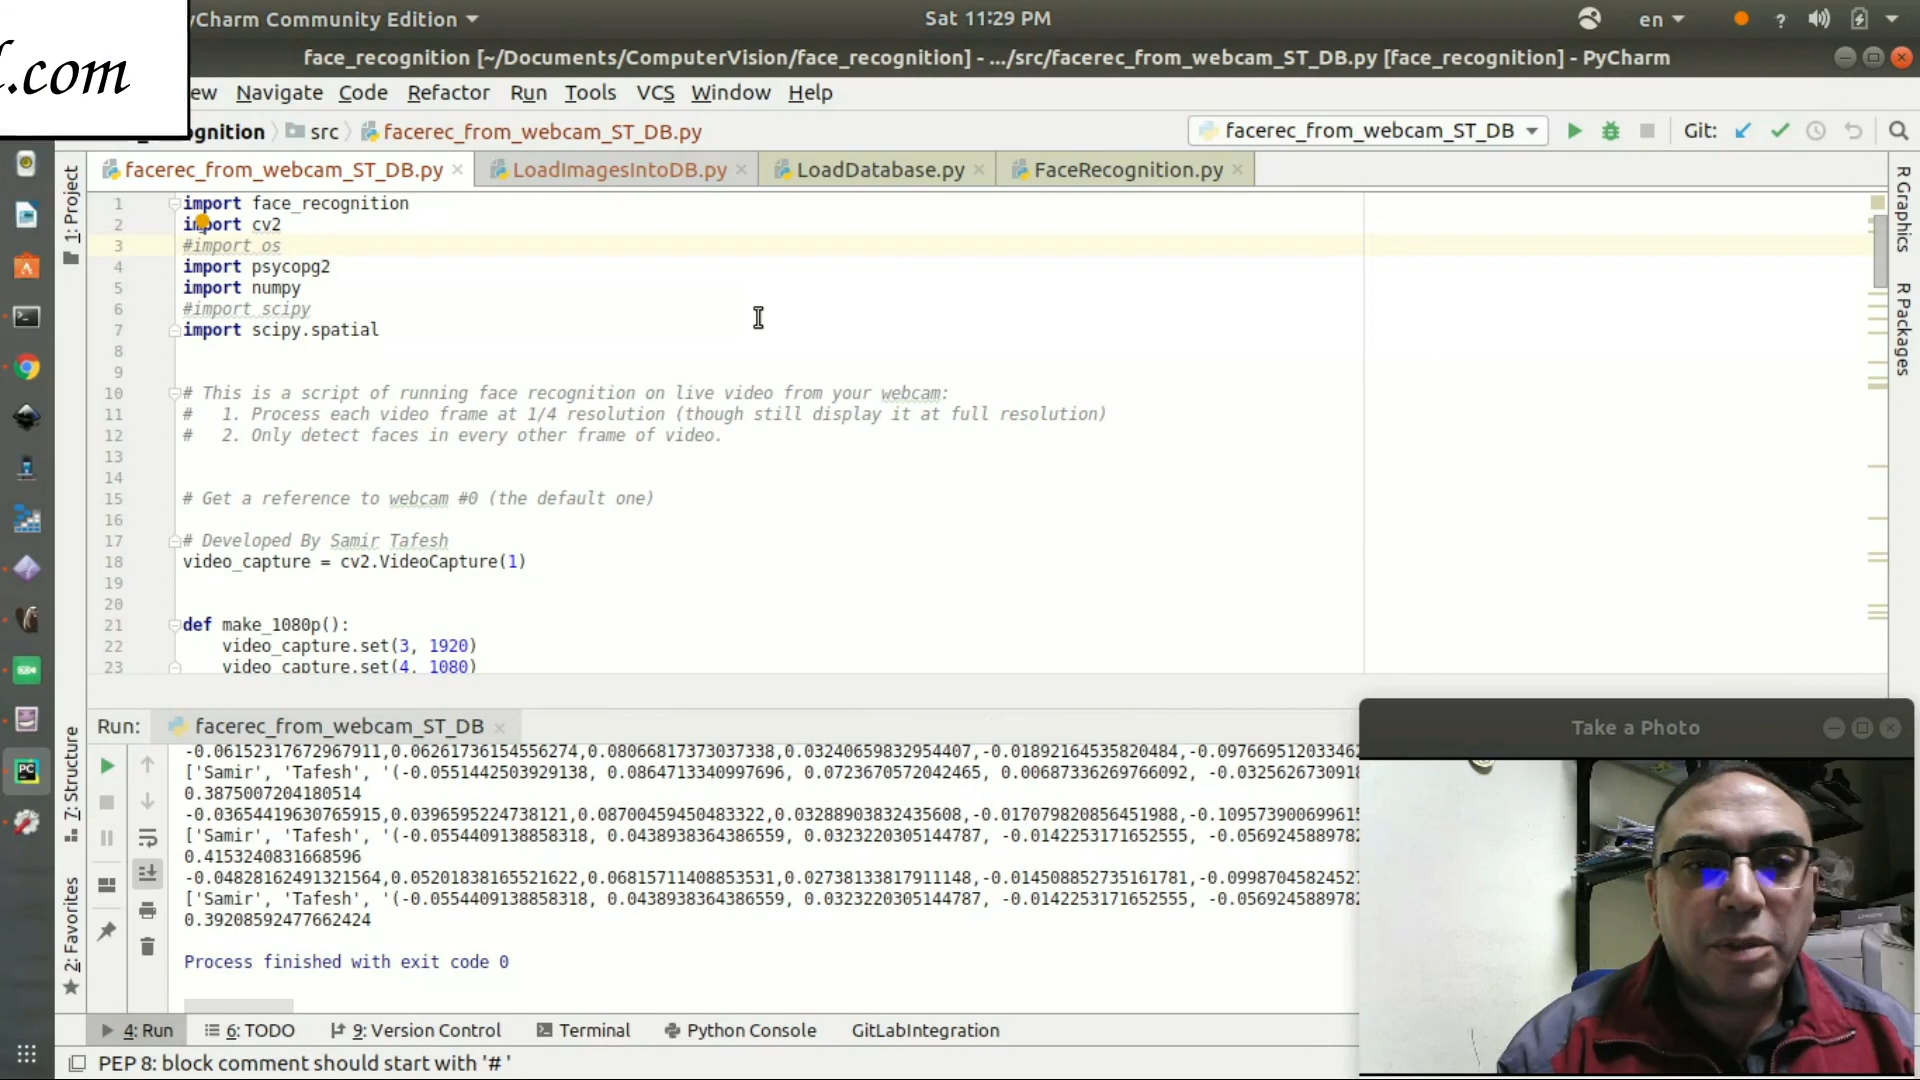 PyCharm Community Edition
Sat 11:29 PM
en
?
.com
face_recognition [~/Documents/ComputerVision/face_recognition] - .../src/facerec_from_webcam_ST_DB.py [face_recognition] - PyCharm
ew Navigate Code Refactor Run Tools VCS Window Help
ognition src facerec_from_webcam_ST_DB.py
facerec_from_webcam_ST_DB
Git:
facerec_from_webcam_ST_DB.py LoadImagesIntoDB.py LoadDatabase.py FaceRecognition.py
1: Project
R Graphics
R Packages
1 import face_recognition
2 import cv2
3 #import os
4 import psycopg2
5 import numpy
6 #import scipy
7 import scipy.spatial
8
9
10 # This is a script of running face recognition on live video from your webcam:
11 #   1. Process each video frame at 1/4 resolution (though still display it at full resolution)
12 #   2. Only detect faces in every other frame of video.
13
14
15 # Get a reference to webcam #0 (the default one)
16
17 # Developed By Samir Tafesh
18 video_capture = cv2.VideoCapture(1)
19
20
21 def make_1080p():
22     video_capture.set(3, 1920)
23     video_capture.set(4, 1080)
Run: facerec_from_webcam_ST_DB
7: Structure
2: Favorites
-0.06152317672967911,0.06261736154556274,0.08066817373037338,0.03240659832954407,-0.01892164535820484,-0.097669512033462
['Samir', 'Tafesh', '(-0.0551442503929138, 0.0864713340997696, 0.0723670572042465, 0.00687336269766092, -0.0325626730918
0.3875007204180514
-0.03654419630765915,0.0396595224738121,0.08700459450483322,0.03288903832435608,-0.017079820856451988,-0.109573900699615
['Samir', 'Tafesh', '(-0.0554409138858318, 0.0438938364386559, 0.0323220305144787, -0.0142253171652555, -0.0569245889782
0.4153240831668596
-0.04828162491321564,0.05201838165521622,0.06815711408853531,0.02738133817911148,-0.014508852735161781,-0.09987045824527
['Samir', 'Tafesh', '(-0.0554409138858318, 0.0438938364386559, 0.0323220305144787, -0.0142253171652555, -0.0569245889782
0.39208592477662424
Process finished with exit code 0
Take a Photo
4: Run 6: TODO 9: Version Control Terminal Python Console GitLabIntegration
PEP 8: block comment should start with '# '